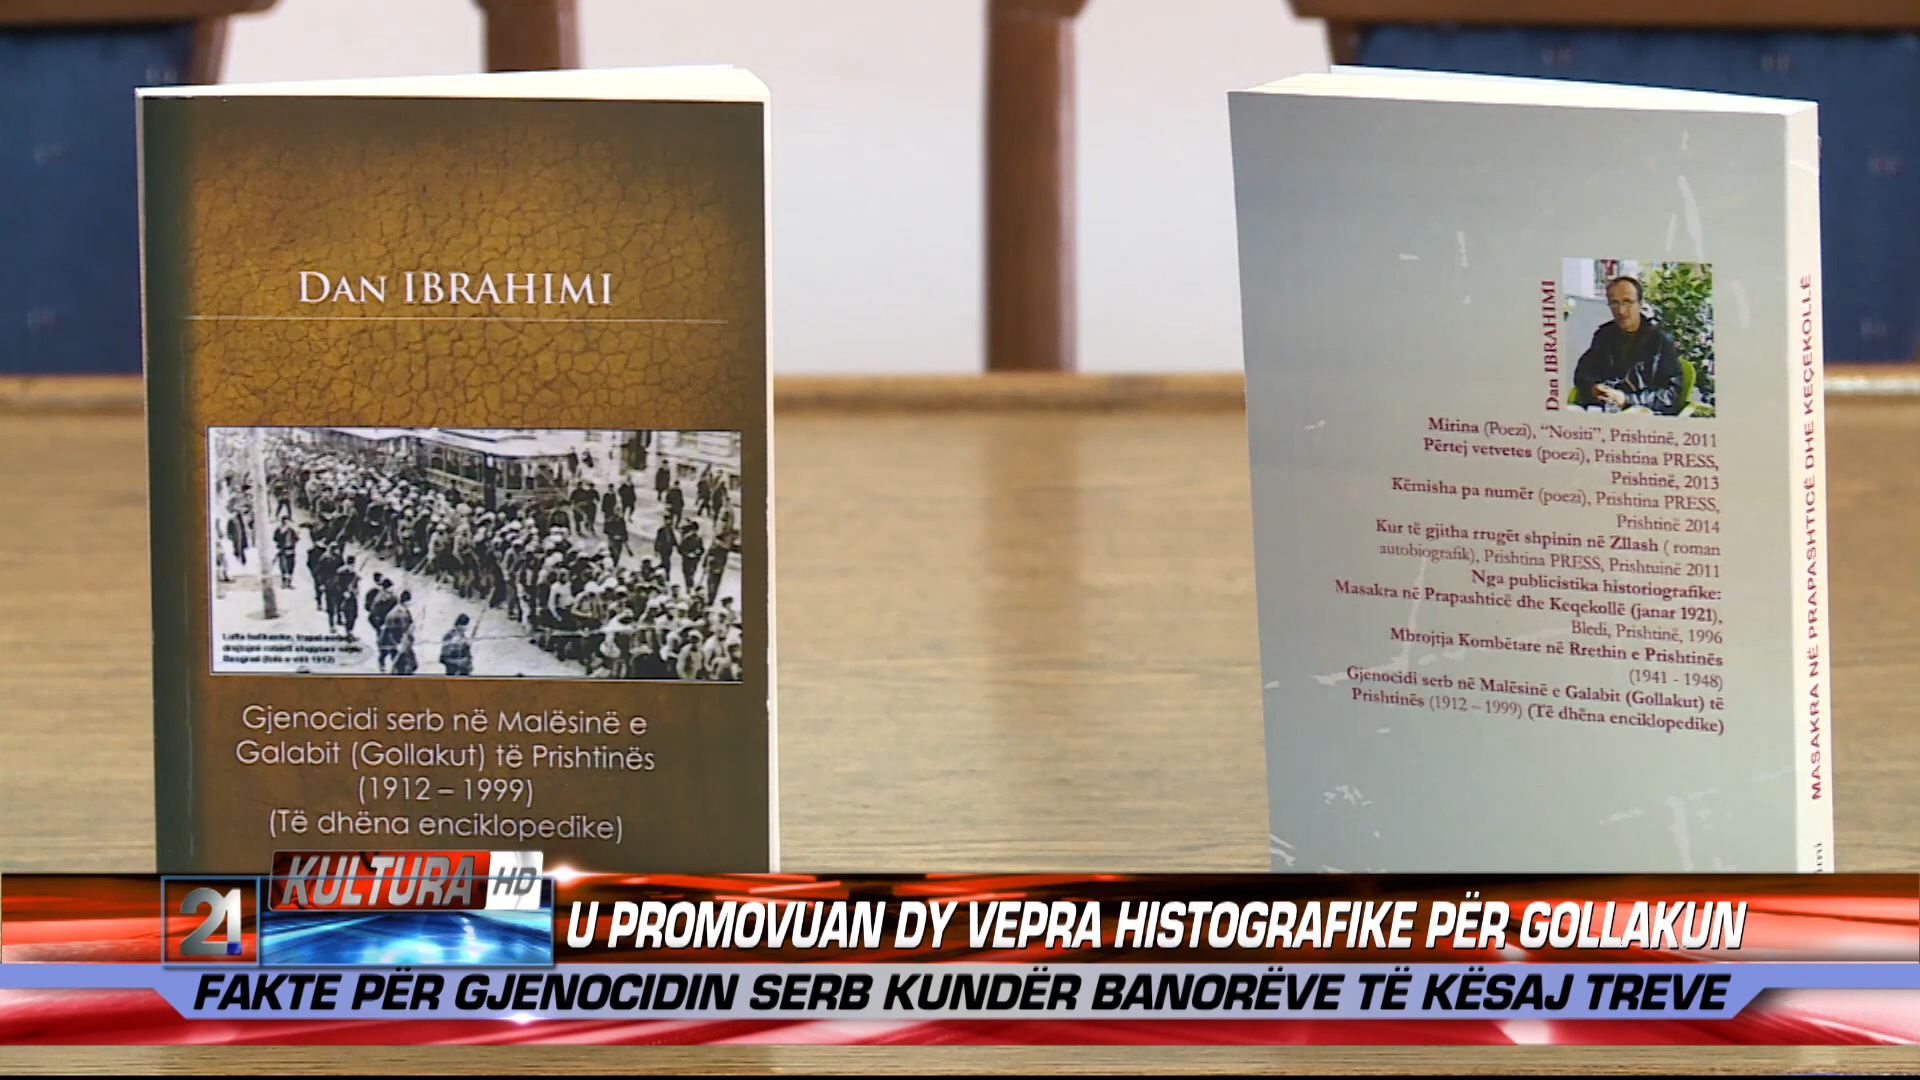 DAN IBRAHIMI
Gjenocidi serb në Malësinë e
Galabit (Gollakut) të Prishtinës
(1912 – 1999)
(Të dhëna enciklopedike)
Dan IBRAHIMI
Mirina (Poezi), “Nositi”, Prishtinë, 2011
Përtej vetvetes (poezi), Prishtina PRESS,
Prishtinë, 2013
Këmisha pa numër (poezi), Prishtina PRESS,
Prishtinë 2014
Kur të gjitha rrugët shpinin në Zllash ( roman
autobiografik), Prishtina PRESS, Prishtuinë 2011
Nga publicistika historiografike:
Masakra në Prapashticë dhe Keqekollë (janar 1921),
Bledi, Prishtinë, 1996
Mbrojtja Kombëtare në Rrethin e Prishtinës
(1941 - 1948)
Gjenocidi serb në Malësinë e Galabit (Gollakut) të
Prishtinës (1912 – 1999) (Të dhëna enciklopedike)
MASAKRA NË PRAPASHTICË DHE KEÇEKOLLË
21
KULTURA HD
U PROMOVUAN DY VEPRA HISTOGRAFIKE PËR GOLLAKUN
FAKTE PËR GJENOCIDIN SERB KUNDËR BANORËVE TË KËSAJ TREVE